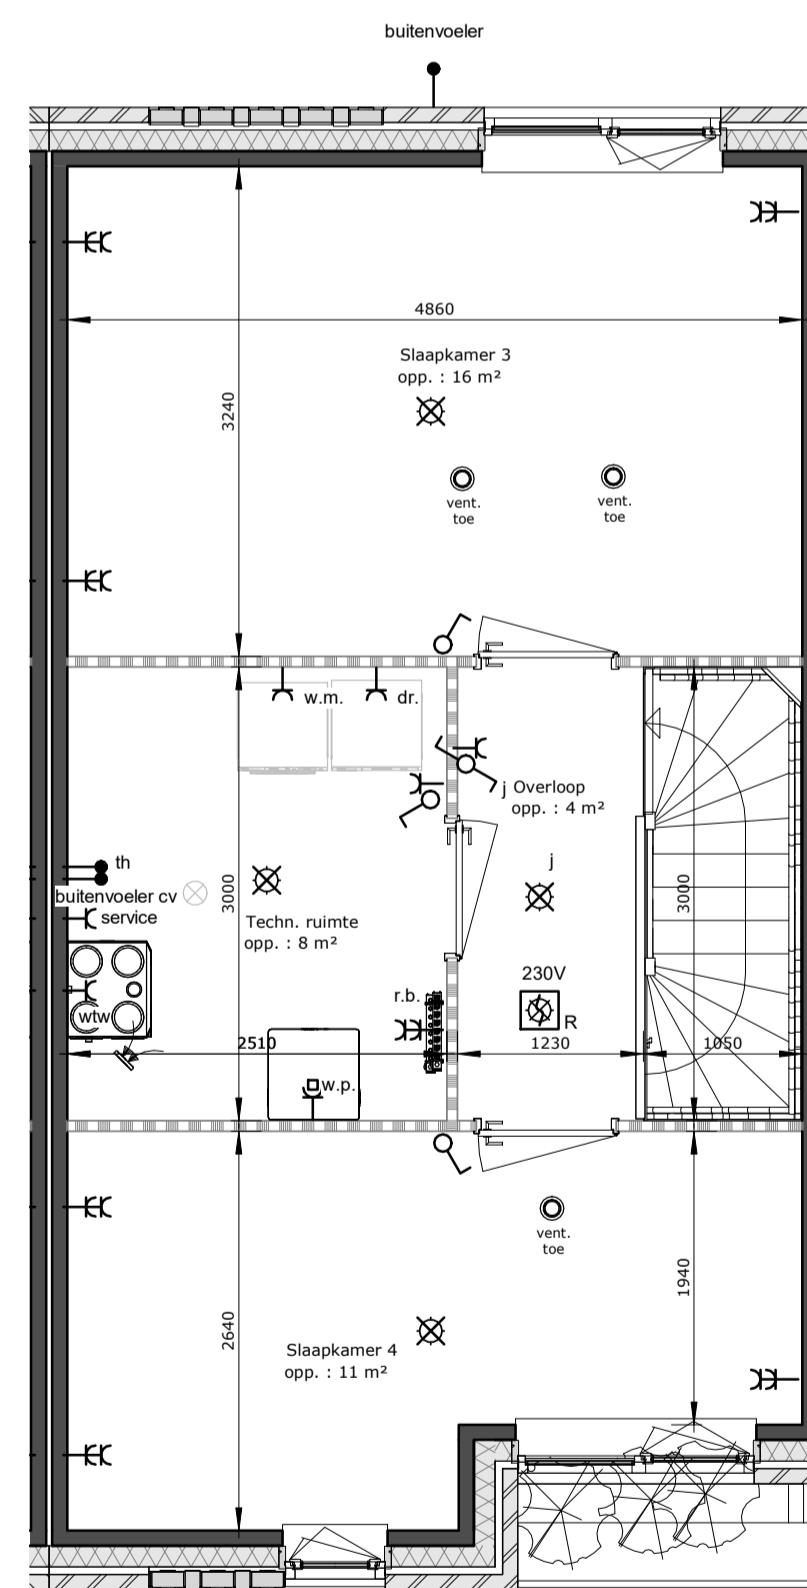 buitenvoeler
4860
Slaapkamer 3
opp. : 16 m²
3240
vent.
toe
vent.
toe
w.m.
dr.
j Overloop
opp. : 4 m²
j
th
buitenvoeler cv
service
3000
3000
Techn. ruimte
opp. : 8 m²
230V
r.b.
R
wtw
2510
1230
1050
w.p.
vent.
toe
1940
2640
Slaapkamer 4
opp. : 11 m²